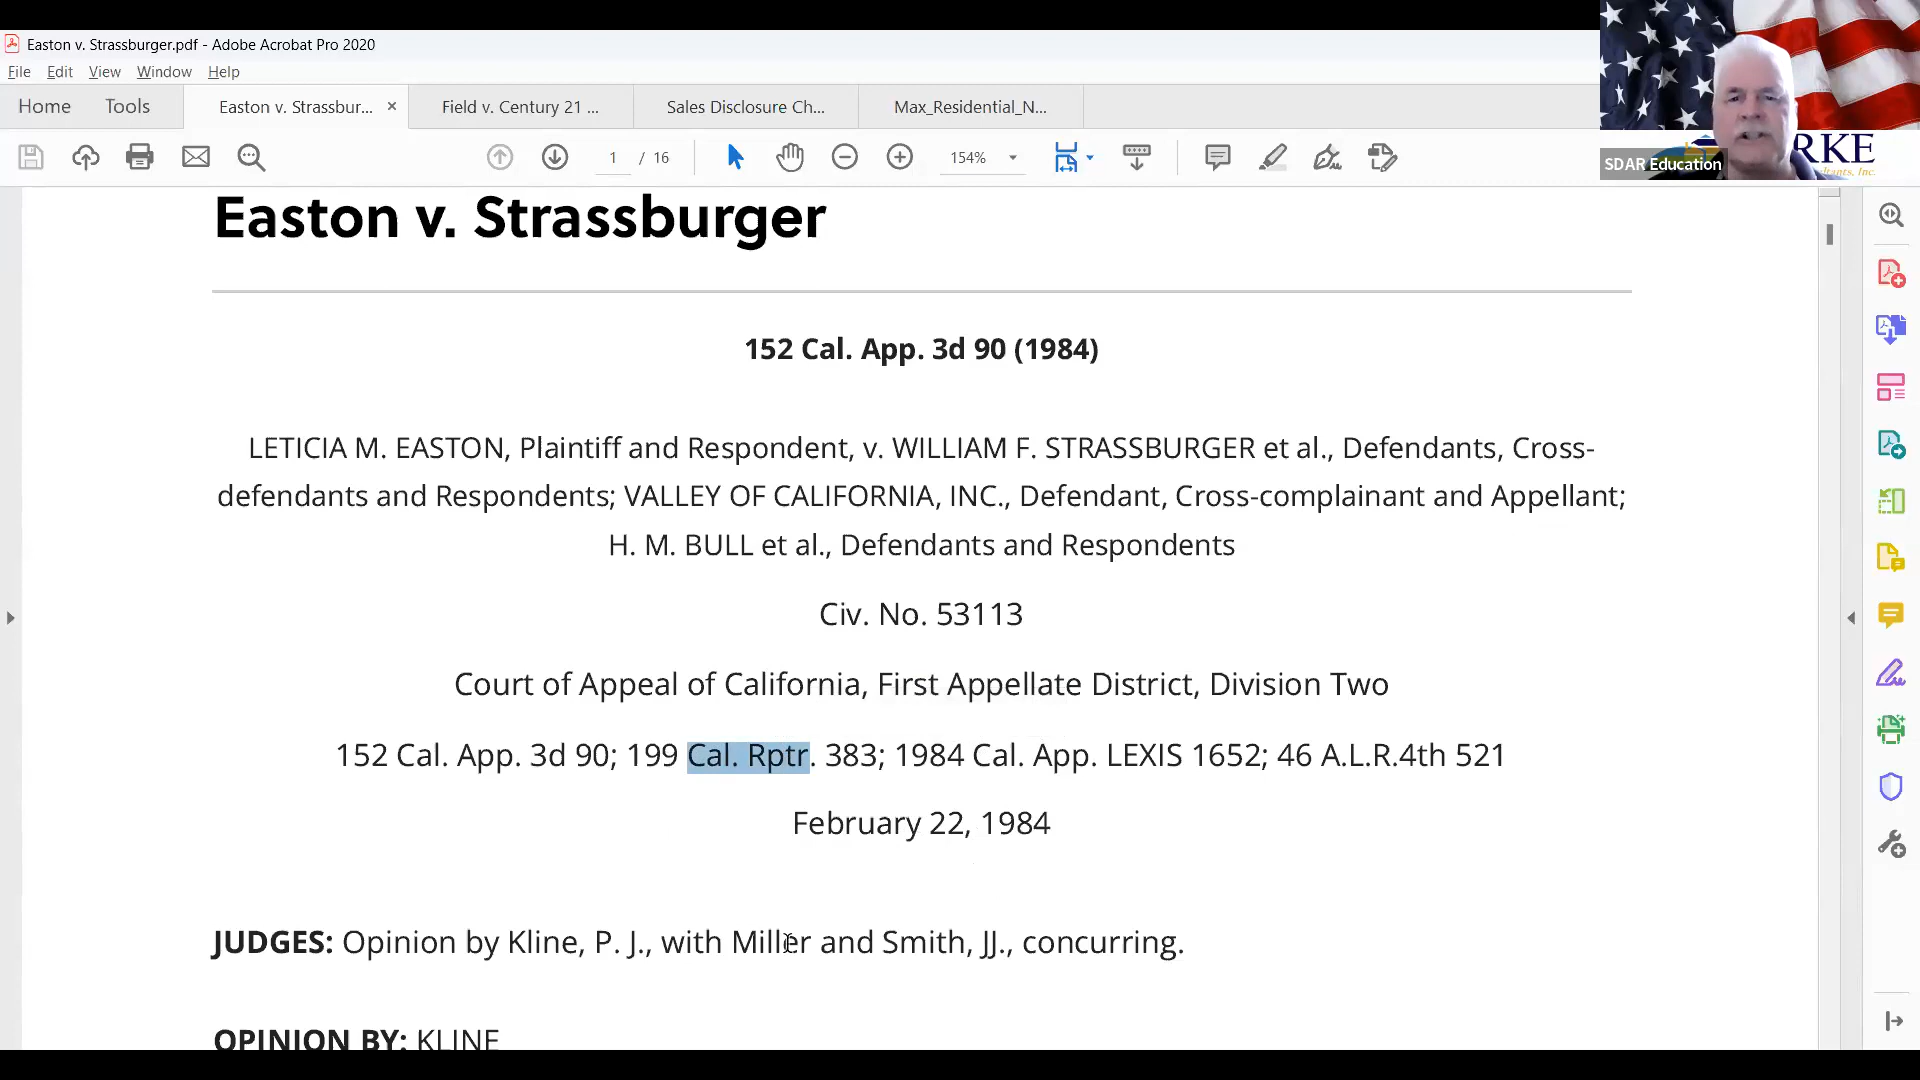 Easton v. Strassburger.pdf - Adobe Acrobat Pro 2020
File Edit View Window Help
Home Tools Easton v. Strassbur... × Field v. Century 21 ... Sales Disclosure Ch... Max_Residential_N...
1 / 16 154%
RKE
SDAR Education
Easton v. Strassburger
152 Cal. App. 3d 90 (1984)
LETICIA M. EASTON, Plaintiff and Respondent, v. WILLIAM F. STRASSBURGER et al., Defendants, Cross-
defendants and Respondents; VALLEY OF CALIFORNIA, INC., Defendant, Cross-complainant and Appellant;
H. M. BULL et al., Defendants and Respondents
Civ. No. 53113
Court of Appeal of California, First Appellate District, Division Two
152 Cal. App. 3d 90; 199 Cal. Rptr. 383; 1984 Cal. App. LEXIS 1652; 46 A.L.R.4th 521
February 22, 1984
JUDGES: Opinion by Kline, P. J., with Miller and Smith, JJ., concurring.
OPINION BY: KLINE